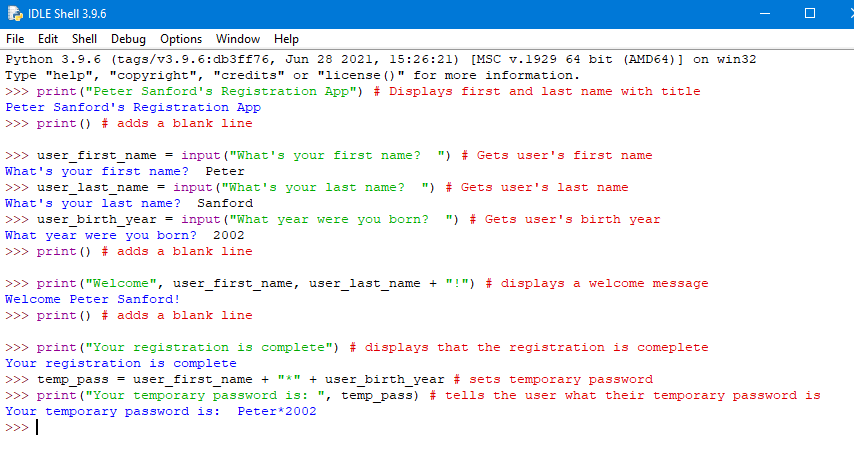 IDLE Shell 3.9.6
File Edit Shell Debug Options Window Help
Python 3.9.6 (tags/v3.9.6:db3ff76, Jun 28 2021, 15:26:21) [MSC v.1929 64 bit (AMD64)] on win32
Type "help", "copyright", "credits" or "license()" for more information.
>>> print("Peter Sanford's Registration App") # Displays first and last name with title
Peter Sanford's Registration App
>>> print() # adds a blank line

>>> user_first_name = input("What's your first name?  ") # Gets user's first name
What's your first name?  Peter
>>> user_last_name = input("What's your last name?  ") # Gets user's last name
What's your last name?  Sanford
>>> user_birth_year = input("What year were you born?  ") # Gets user's birth year
What year were you born?  2002
>>> print() # adds a blank line

>>> print("Welcome", user_first_name, user_last_name + "!") # displays a welcome message
Welcome Peter Sanford!
>>> print() # adds a blank line

>>> print("Your registration is complete") # displays that the registration is comeplete
Your registration is complete
>>> temp_pass = user_first_name + "*" + user_birth_year # sets temporary password
>>> print("Your temporary password is: ", temp_pass) # tells the user what their temporary password is
Your temporary password is:  Peter*2002
>>>